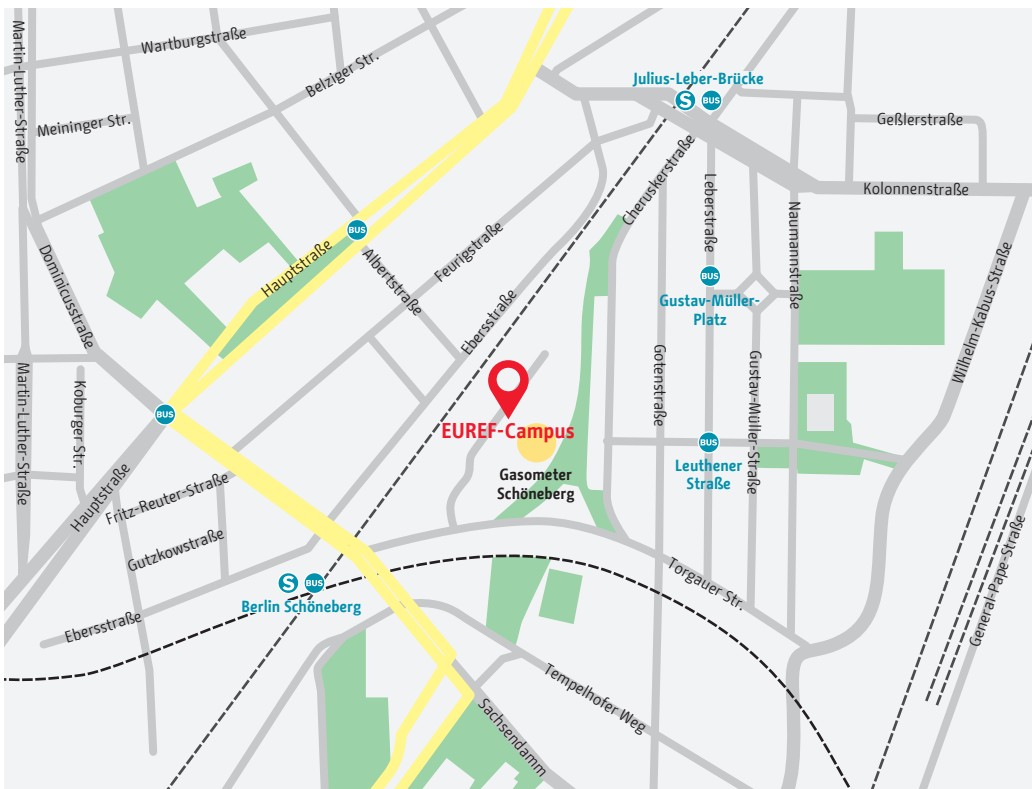 Martin-Luther-Straße
Wartburgstraße
Belziger Str.
Meininger Str.
Julius-Leber-Brücke
S
BUS
Geßlerstraße
Kolonnenstraße
Cheruskerstraße
Leberstraße
Naumannstraße
Dominicusstraße
Hauptstraße
BUS
Albertstraße
Feurigstraße
Ebersstraße
BUS
Gustav-Müller-
Platz
Wilhelm-Kabus-Straße
Martin-Luther-Straße
Koburger Str.
BUS
Gotenstraße
Gustav-Müller-Straße
EUREF-Campus
Gasometer
Schöneberg
BUS
Leuthener
Straße
Hauptstraße
Fritz-Reuter-Straße
Gutzkowstraße
S
BUS
Berlin Schöneberg
Ebersstraße
Torgauer Str.
General-Pape-Straße
Tempelhofer Weg
Sachsendamm